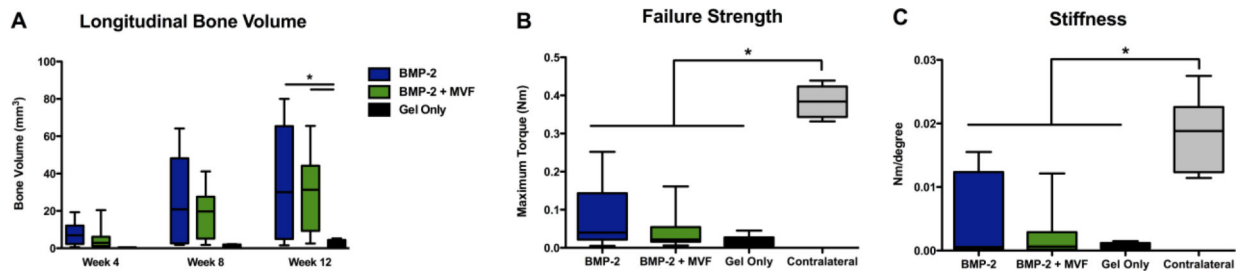 A
Longitudinal Bone Volume
Bone Volume (mm³)
100
80
60
40
20
0
*
Week 4
Week 8
Week 12
BMP-2
BMP-2 + MVF
Gel Only
B
Failure Strength
Maximum Torque (Nm)
0.5
0.4
0.3
0.2
0.1
0.0
*
BMP-2
BMP-2 + MVF
Gel Only
Contralateral
C
Stiffness
Nm/degree
0.03
0.02
0.01
0.00
*
BMP-2
BMP-2 + MVF
Gel Only
Contralateral